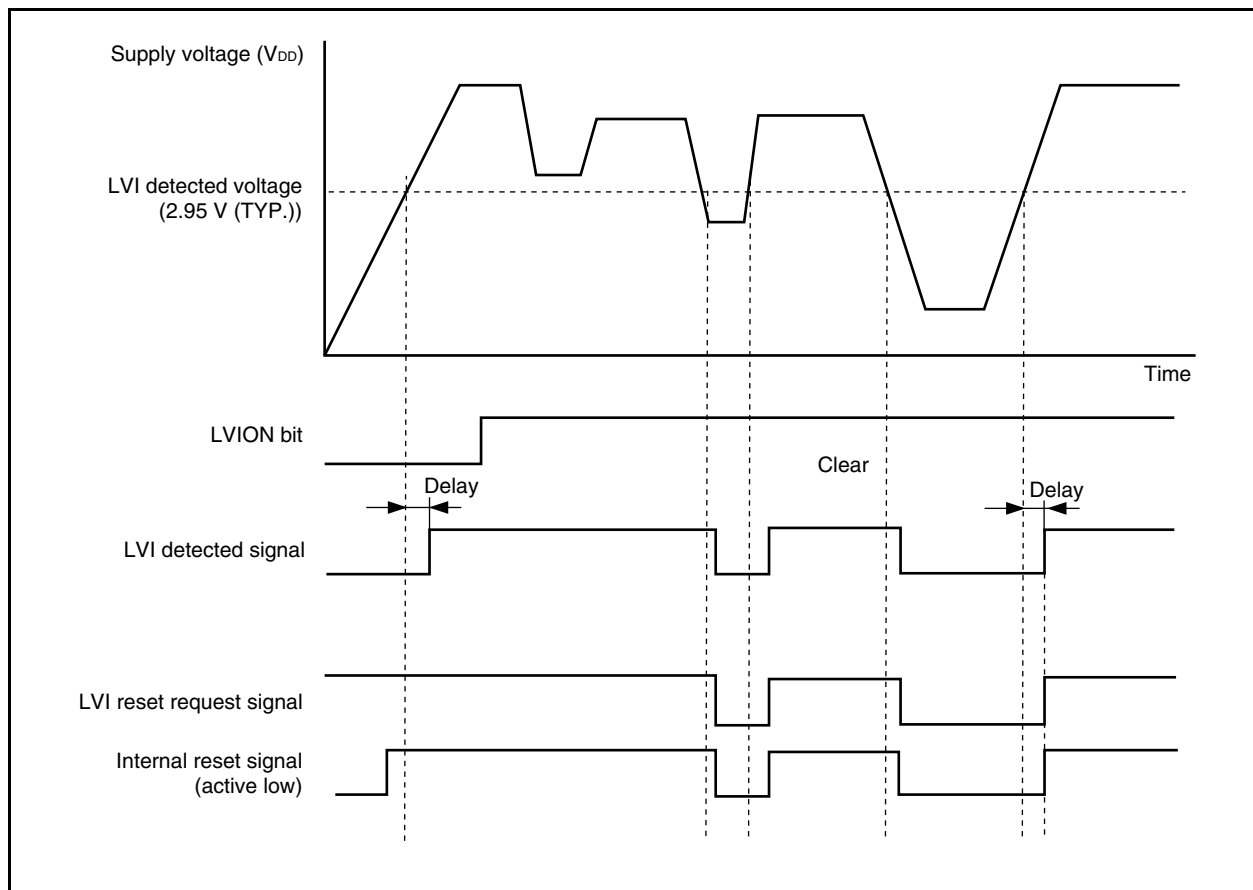 Supply voltage (VDD)
LVI detected voltage
(2.95 V (TYP.))
Time
LVION bit
Clear
Delay
Delay
LVI detected signal
LVI reset request signal
Internal reset signal
(active low)